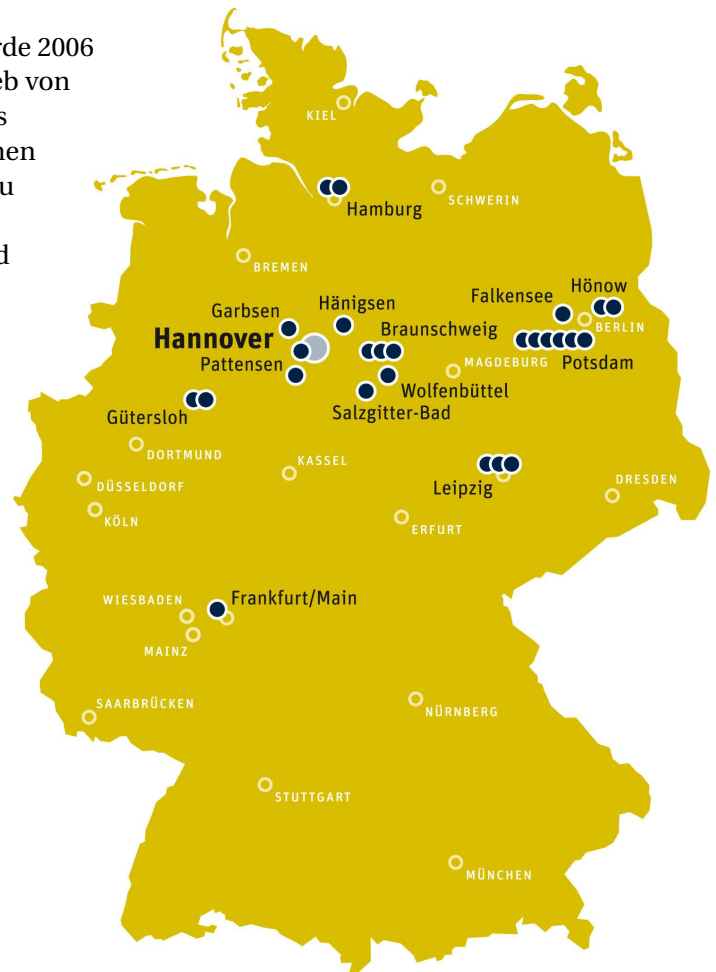 rde 2006
eb von
s
nen
u
d
KIEL
Hamburg
SCHWERIN
BREMEN
Hönow
Falkensee
BERLIN
Garbsen
Hänigsen
Hannover
Braunschweig
Pattensen
MAGDEBURG
Potsdam
Wolfenbüttel
Salzgitter-Bad
Gütersloh
DORTMUND
KASSEL
DÜSSELDORF
Leipzig
DRESDEN
KÖLN
ERFURT
Frankfurt/Main
WIESBADEN
MAINZ
SAARBRÜCKEN
NÜRNBERG
STUTTGART
MÜNCHEN